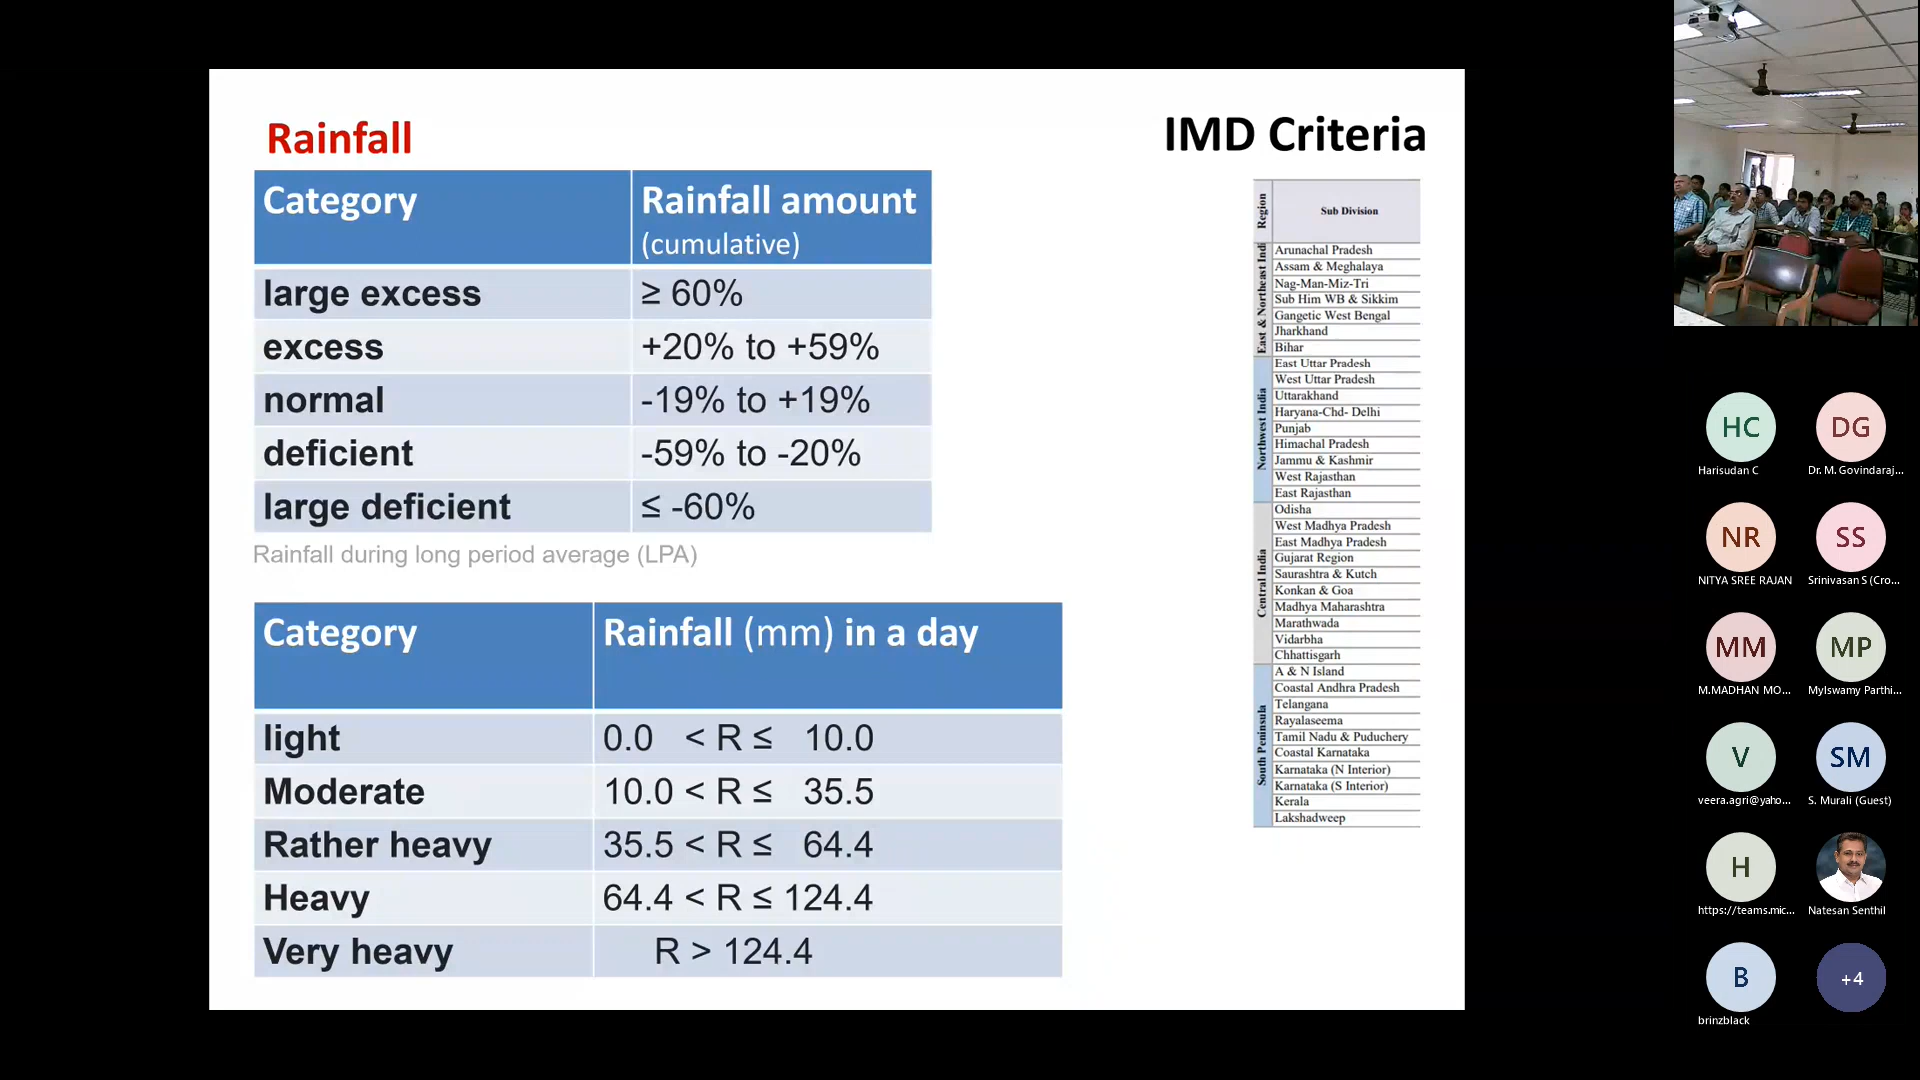 Rainfall
IMD Criteria
Category Rainfall amount
(cumulative)
large excess ≥ 60%
excess +20% to +59%
normal -19% to +19%
deficient -59% to -20%
large deficient ≤ -60%
Rainfall during long period average (LPA)
Category Rainfall (mm) in a day
light 0.0 < R ≤ 10.0
Moderate 10.0 < R ≤ 35.5
Rather heavy 35.5 < R ≤ 64.4
Heavy 64.4 < R ≤ 124.4
Very heavy R > 124.4
Region Sub Division
East & Northeast Indi
Arunachal Pradesh
Assam & Meghalaya
Nag-Man-Miz-Tri
Sub Him WB & Sikkim
Gangetic West Bengal
Jharkhand
Bihar
Northwest India
East Uttar Pradesh
West Uttar Pradesh
Uttarakhand
Haryana-Chd- Delhi
Punjab
Himachal Pradesh
Jammu & Kashmir
West Rajasthan
East Rajasthan
Central India
Odisha
West Madhya Pradesh
East Madhya Pradesh
Gujarat Region
Saurashtra & Kutch
Konkan & Goa
Madhya Maharashtra
Marathwada
Vidarbha
Chhattisgarh
South Peninsula
A & N Island
Coastal Andhra Pradesh
Telangana
Rayalaseema
Tamil Nadu & Puduchery
Coastal Karnataka
Karnataka (N Interior)
Karnataka (S Interior)
Kerala
Lakshadweep
HC DG
Harisudan C Dr. M. Govindaraj...
NR SS
NITYA SREE RAJAN Srinivasan S (Cro...
MM MP
M.MADHAN MO... Mylswamy Parthi...
V SM
veera.agri@yaho... S. Murali (Guest)
H
https://teams.mic... Natesan Senthil
B +4
brinzblack